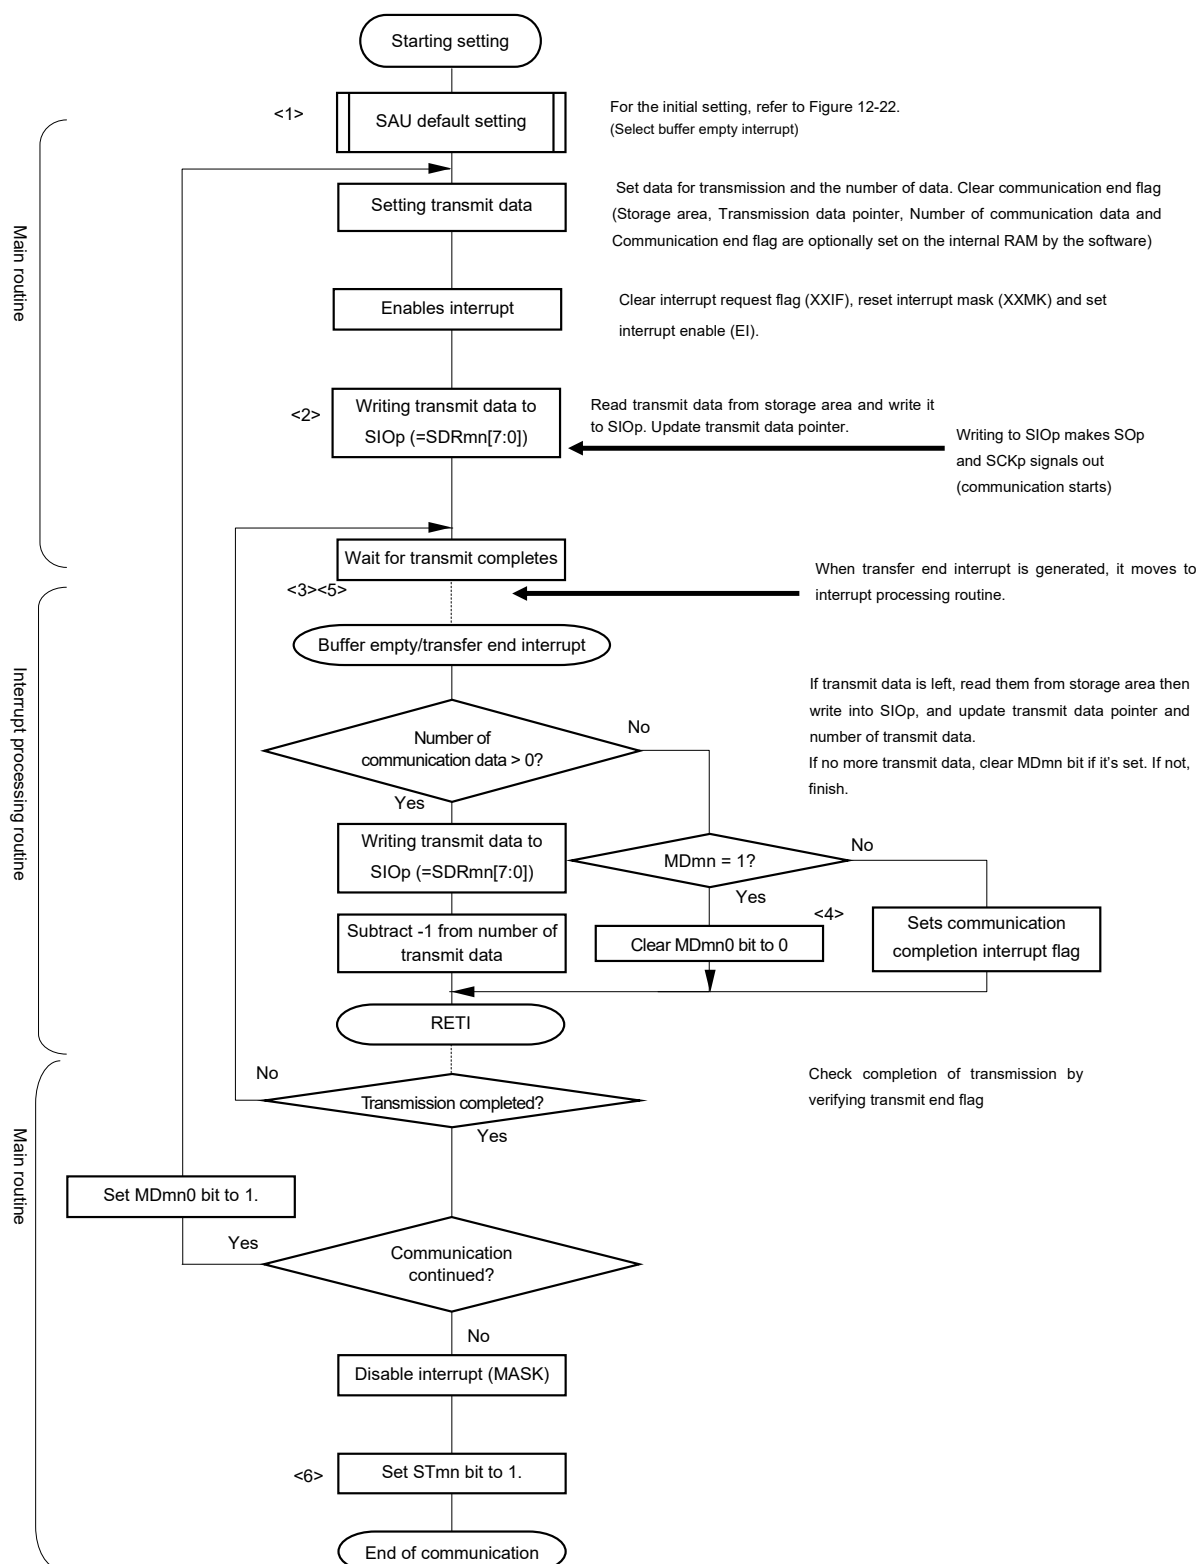 Starting setting
<1>
SAU default setting
For the initial setting, refer to Figure 12-22.
(Select buffer empty interrupt)
Main routine
Setting transmit data
Set data for transmission and the number of data. Clear communication end flag
(Storage area, Transmission data pointer, Number of communication data and
Communication end flag are optionally set on the internal RAM by the software)
Enables interrupt
Clear interrupt request flag (XXIF), reset interrupt mask (XXMK) and set
interrupt enable (EI).
<2>
Writing transmit data to
SIOp (=SDRmn[7:0])
Read transmit data from storage area and write it
to SIOp. Update transmit data pointer.
Writing to SIOp makes SOp
and SCKp signals out
(communication starts)
Wait for transmit completes
<3><5>
When transfer end interrupt is generated, it moves to
interrupt processing routine.
Interrupt processing routine
Buffer empty/transfer end interrupt
Number of
communication data > 0?
No
Yes
If transmit data is left, read them from storage area then
write into SIOp, and update transmit data pointer and
number of transmit data.
If no more transmit data, clear MDmn bit if it's set. If not,
finish.
Writing transmit data to
SIOp (=SDRmn[7:0])
MDmn = 1?
No
Yes
<4>
Subtract -1 from number of
transmit data
Clear MDmn0 bit to 0
Sets communication
completion interrupt flag
RETI
Main routine
No
Transmission completed?
Yes
Check completion of transmission by
verifying transmit end flag
Set MDmn0 bit to 1.
Yes
Communication
continued?
No
Disable interrupt (MASK)
<6>
Set STmn bit to 1.
End of communication